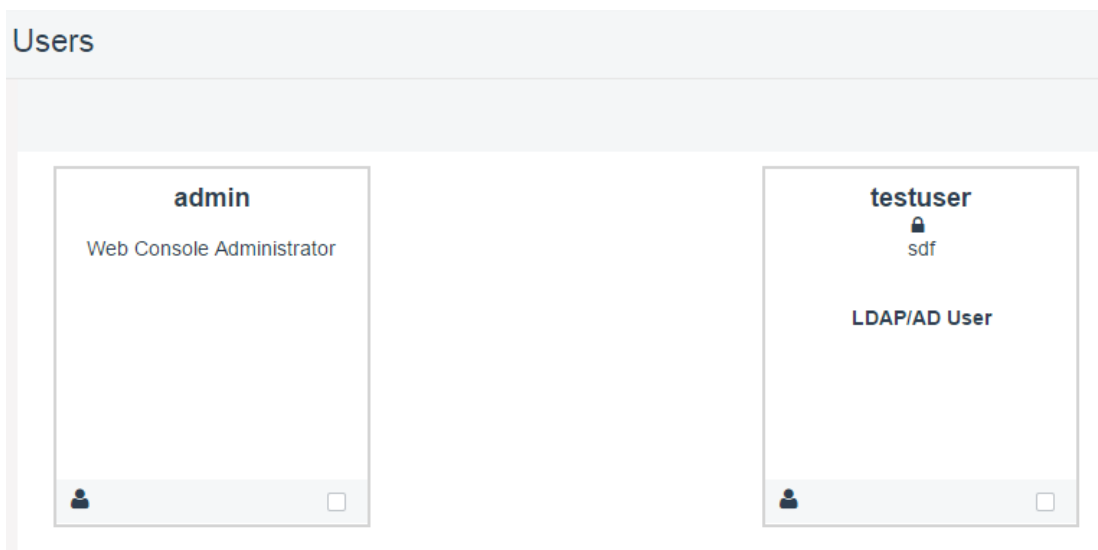 Users
admin
Web Console Administrator
testuser
sdf
LDAP/AD User